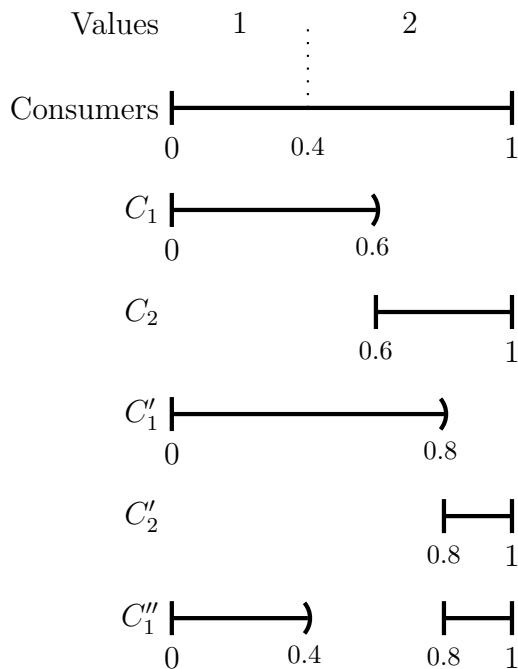 Values 1 2
Consumers
0 0.4 1
C₁
0 0.6
C₂
0.6 1
C′₁
0 0.8
C′₂
0.8 1
C″₁
0 0.4 0.8 1